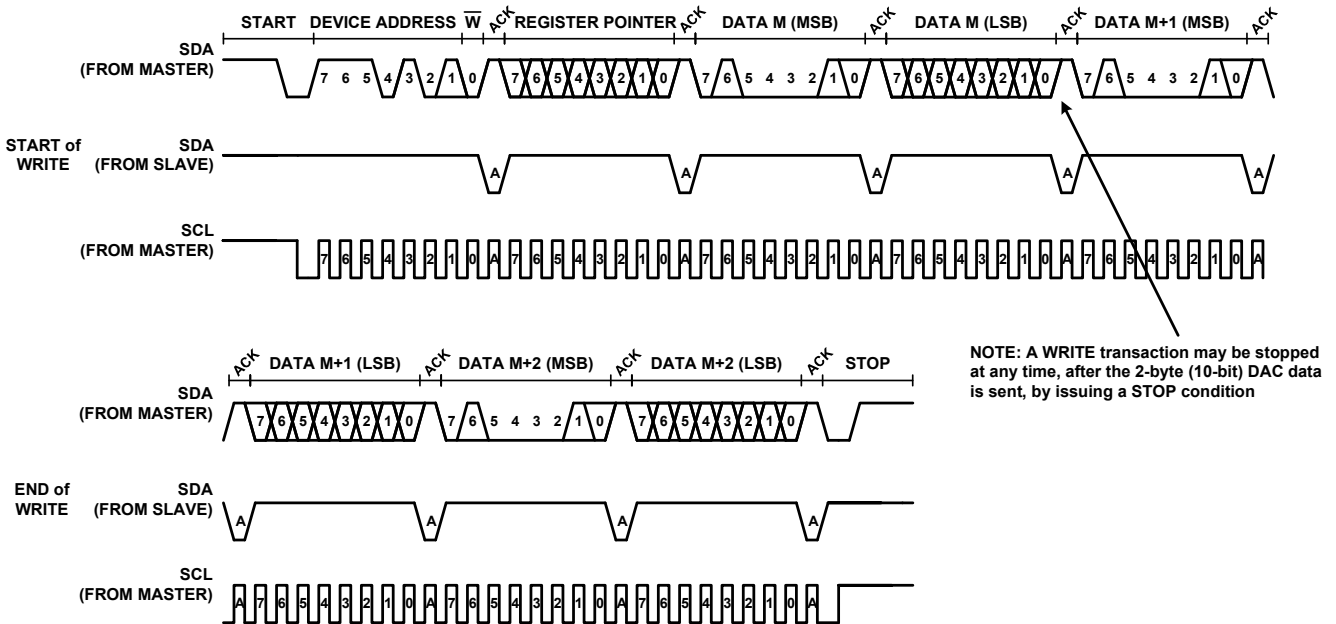 START DEVICE ADDRESS W ACK REGISTER POINTER ACK DATA M (MSB) ACK DATA M (LSB) ACK DATA M+1 (MSB) ACK
SDA
(FROM MASTER)
7 6 5 4 3 2 1 0 7 6 5 4 3 2 1 0 7 6 5 4 3 2 1 0 7 6 5 4 3 2 1 0 7 6 5 4 3 2 1 0
START of
WRITE
SDA
(FROM SLAVE)
A A A A A
SCL
(FROM MASTER)
7 6 5 4 3 2 1 0 A 7 6 5 4 3 2 1 0 A 7 6 5 4 3 2 1 0 A 7 6 5 4 3 2 1 0 A 7 6 5 4 3 2 1 0 A
NOTE: A WRITE transaction may be stopped
at any time, after the 2-byte (10-bit) DAC data
is sent, by issuing a STOP condition
ACK DATA M+1 (LSB) ACK DATA M+2 (MSB) ACK DATA M+2 (LSB) ACK STOP
SDA
(FROM MASTER)
7 6 5 4 3 2 1 0 7 6 5 4 3 2 1 0 7 6 5 4 3 2 1 0
END of
WRITE
SDA
(FROM SLAVE)
A A A A
SCL
(FROM MASTER)
A 7 6 5 4 3 2 1 0 A 7 6 5 4 3 2 1 0 A 7 6 5 4 3 2 1 0 A